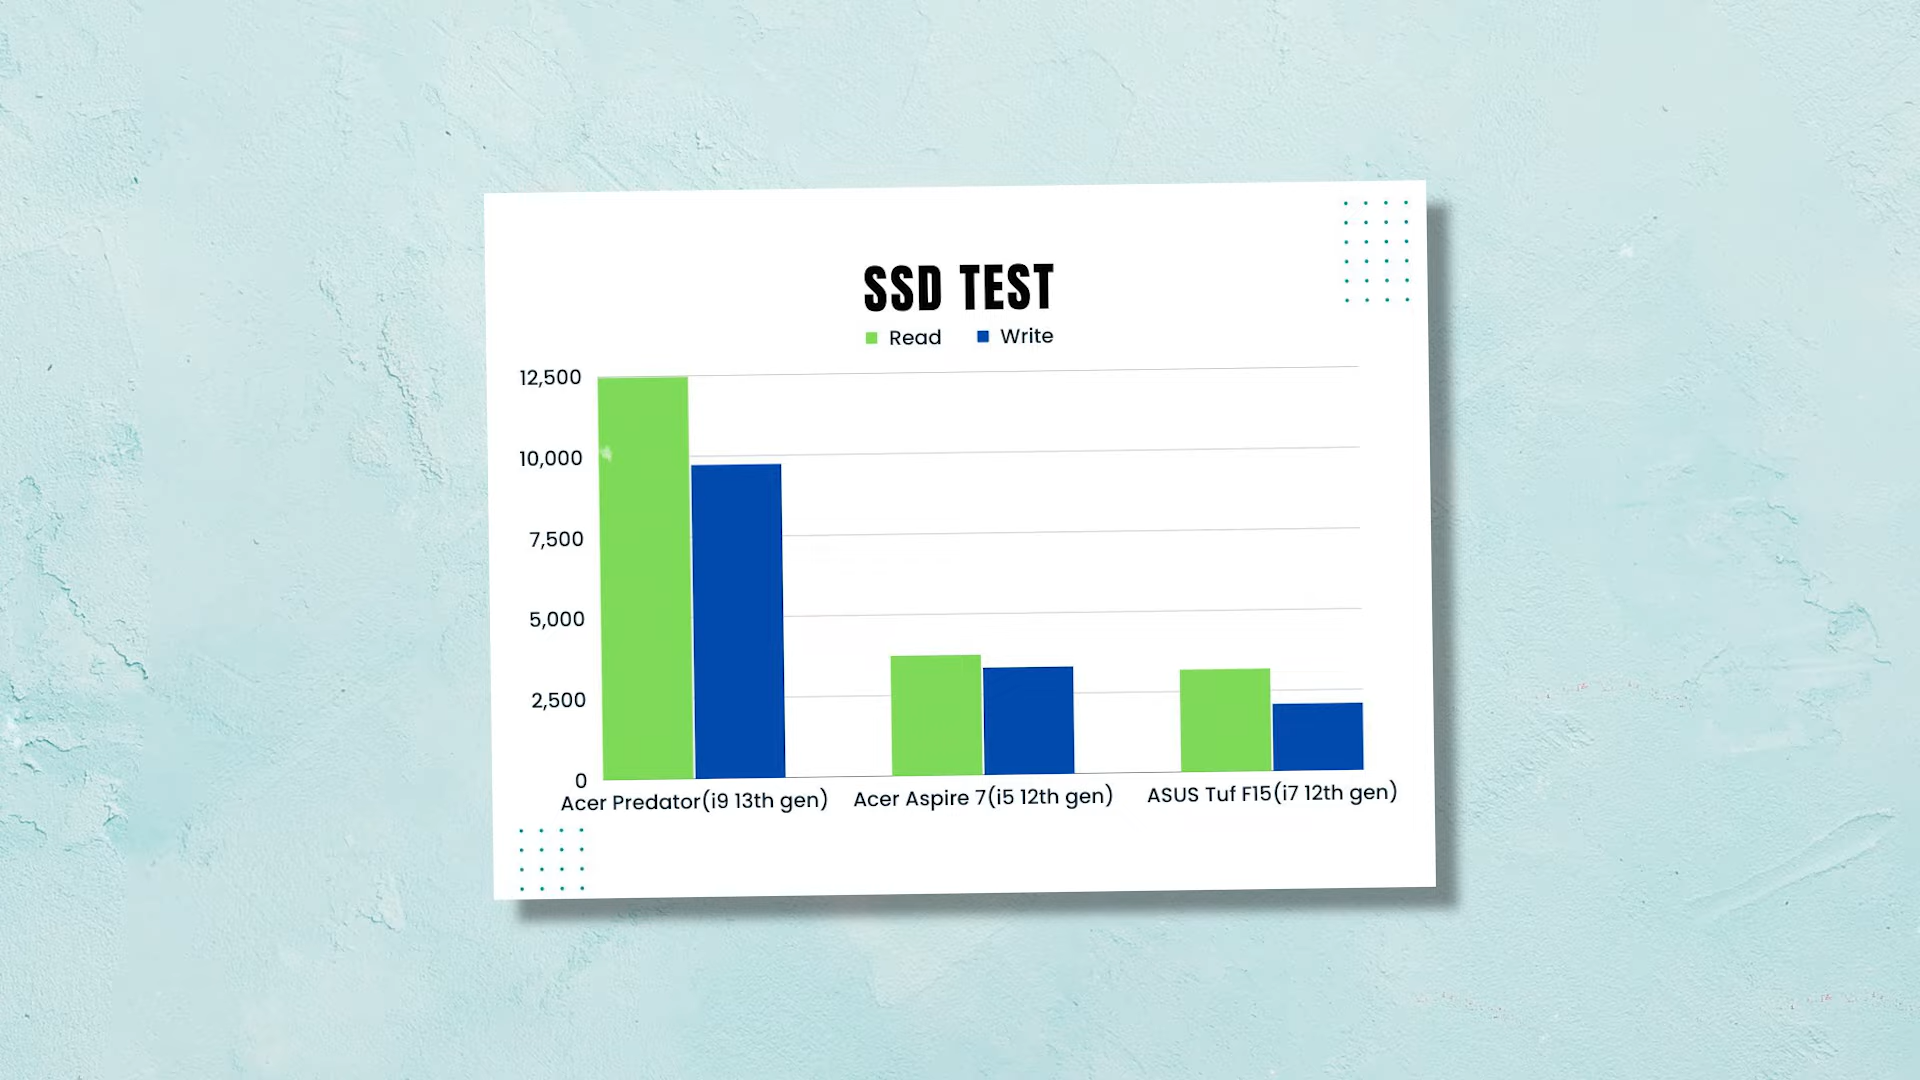 SSD TEST
Read Write
12,500
10,000
7,500
5,000
2,500
0
Acer Predator(i9 13th gen) Acer Aspire 7(i5 12th gen) ASUS Tuf F15(i7 12th gen)